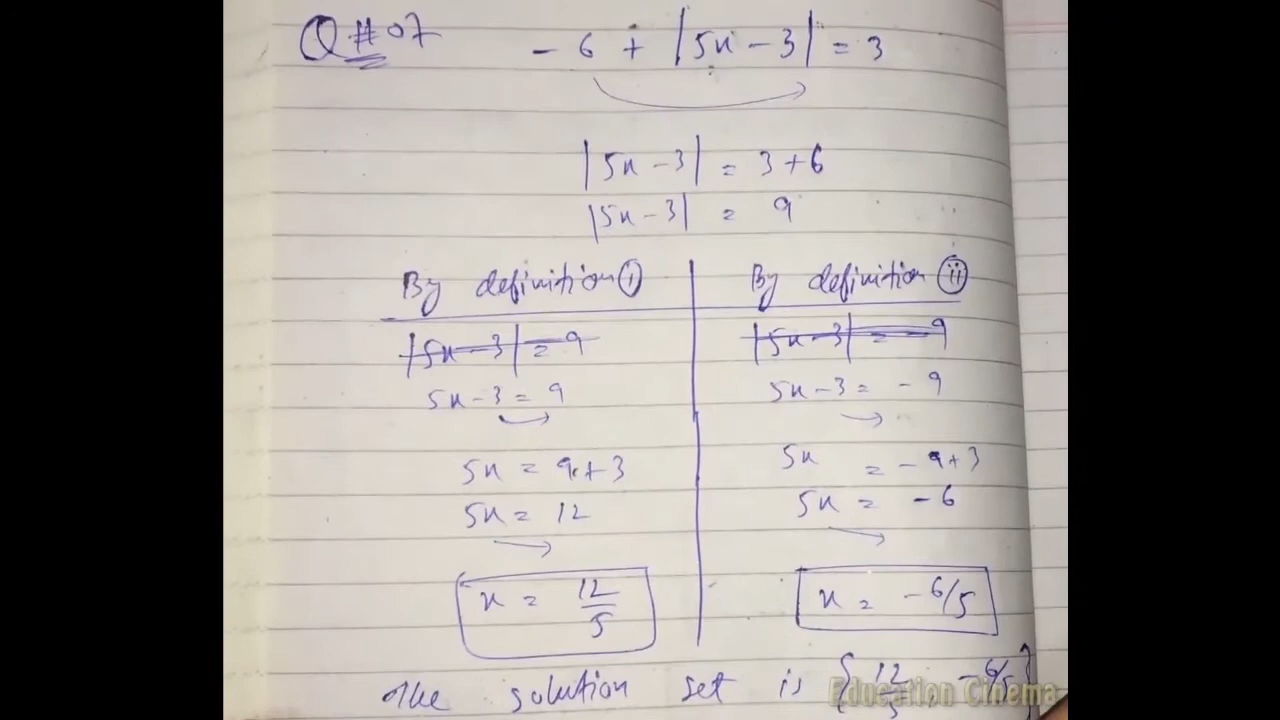 Q#07 - 6 + |5x - 3| = 3
|5x - 3| = 3 + 6
|5x - 3| = 9
By definition (i)
|5x - 3| = 9
5x - 3 = 9
5x = 9 + 3
5x = 12
x = 12/5
By definition (ii)
|5x - 3| = - 9
5x - 3 = - 9
5x = - 9 + 3
5x = - 6
x = - 6/5
The solution set is {12/5, -6/5}
Education Cinema